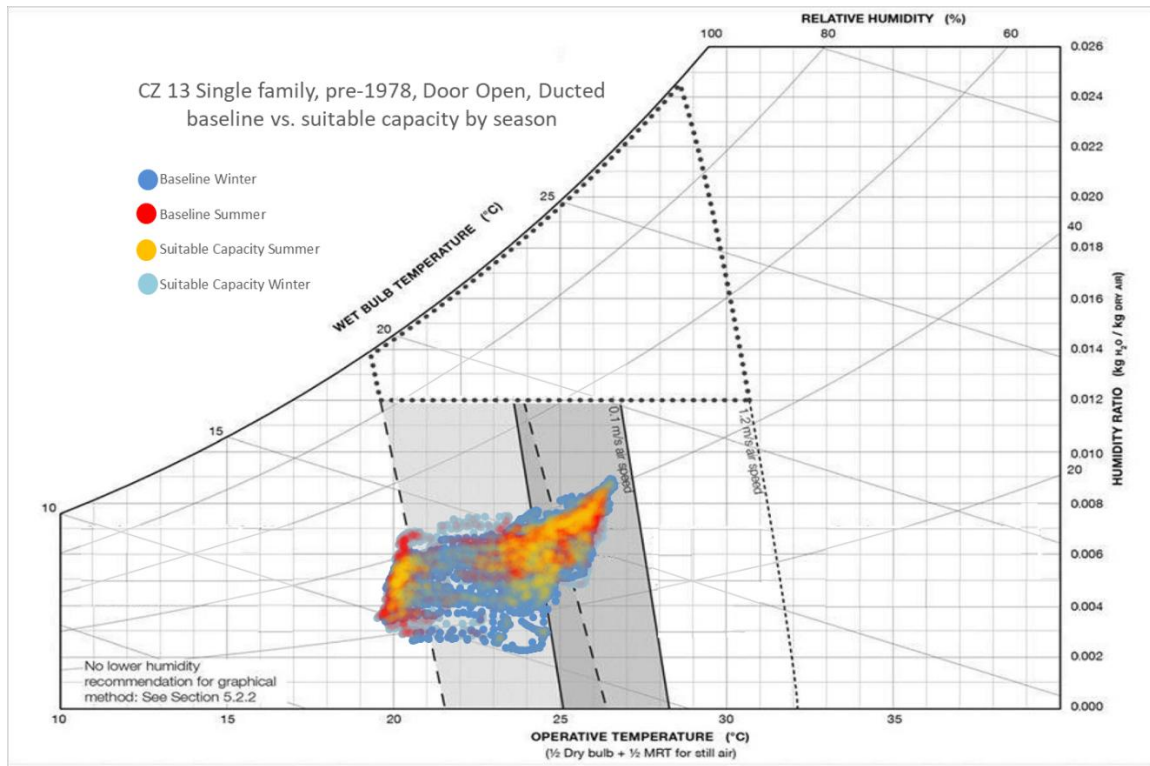 RELATIVE HUMIDITY (%)
100
80
60
0.026
CZ 13 Single family, pre-1978, Door Open, Ducted
baseline vs. suitable capacity by season
0.024
0.022
Baseline Winter
25
0.020
Baseline Summer
40
WET BULB TEMPERATURE (°C)
0.018
Suitable Capacity Summer
Suitable Capacity Winter
0.016
20
0.014
HUMIDITY RATIO (kg H2O / kg DRY AIR)
0.012
0.1 m/s air speed
1.2 m/s air speed
15
0.010
20
10
0.008
0.006
0.004
No lower humidity
recommendation for graphical
method: See Section 5.2.2
0.002
0.000
10
15
20
25
30
35
OPERATIVE TEMPERATURE (°C)
(½ Dry bulb + ½ MRT for still air)